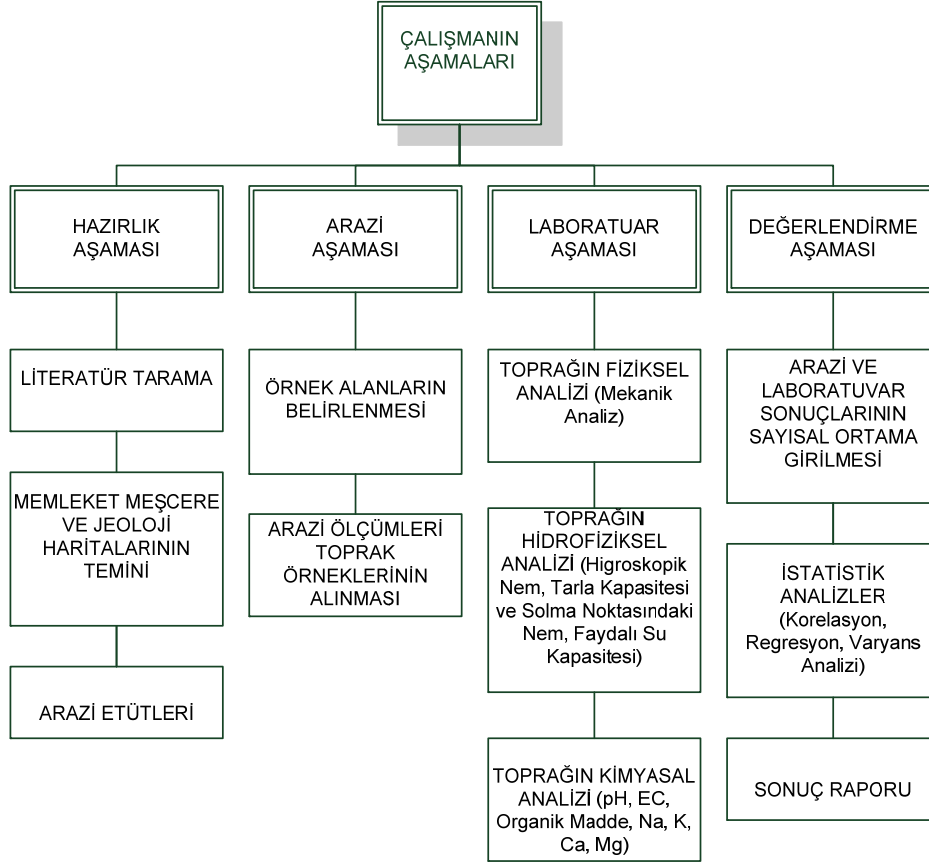 ÇALIŞMANIN
AŞAMALARI
HAZIRLIK
AŞAMASI
LİTERATÜR TARAMA
MEMLEKET MEŞCERE
VE JEOLOJİ
HARİTALARININ
TEMİNİ
ARAZİ ETÜTLERİ
ARAZİ
AŞAMASI
ÖRNEK ALANLARIN
BELİRLENMESİ
ARAZİ ÖLÇÜMLERİ
TOPRAK
ÖRNEKLERİNİN
ALINMASI
LABORATUAR
AŞAMASI
TOPRAĞIN FİZİKSEL
ANALİZİ (Mekanik
Analiz)
TOPRAĞIN
HİDROFİZİKSEL
ANALİZİ (Higroskopik
Nem, Tarla Kapasitesi
ve Solma Noktasındaki
Nem, Faydalı Su
Kapasitesi)
TOPRAĞIN KİMYASAL
ANALİZİ (pH, EC,
Organik Madde, Na, K,
Ca, Mg)
DEĞERLENDİRME
AŞAMASI
ARAZİ VE
LABORATUVAR
SONUÇLARININ
SAYISAL ORTAMA
GİRİLMESİ
İSTATİSTİK
ANALİZLER
(Korelasyon,
Regresyon, Varyans
Analizi)
SONUÇ RAPORU